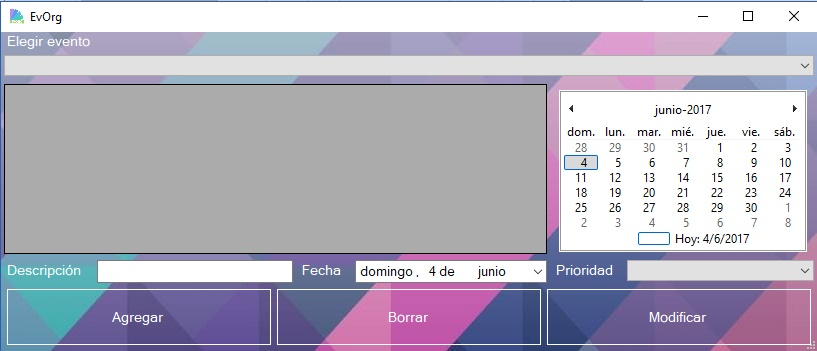 EvOrg
Elegir evento
junio-2017
dom. lun. mar. mié. jue. vie. sáb.
28 29 30 31 1 2 3
4 5 6 7 8 9 10
11 12 13 14 15 16 17
18 19 20 21 22 23 24
25 26 27 28 29 30 1
2 3 4 5 6 7 8
Hoy: 4/6/2017
Descripción Fecha domingo , 4 de junio Prioridad
Agregar Borrar Modificar